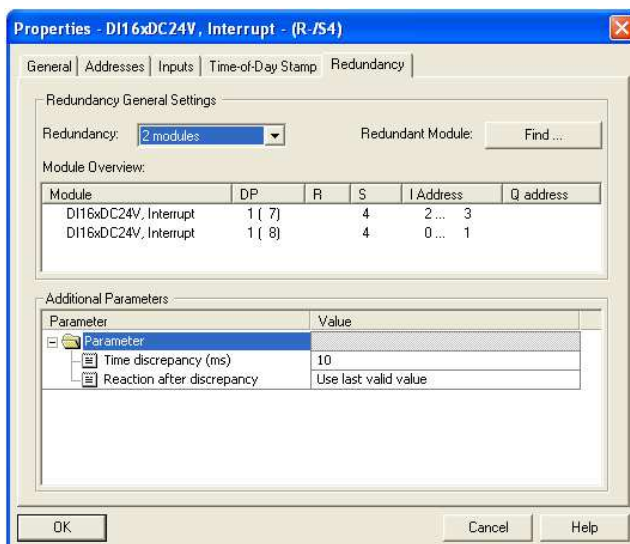 Properties - DI16xDC24V, Interrupt - (R-/S4)
General Addresses Inputs Time-of-Day Stamp Redundancy
Redundancy General Settings
Redundancy: 2 modules Redundant Module: Find ...
Module Overview:
Module DP R S I Address Q address
DI16xDC24V, Interrupt 1 ( 7) 4 2 ... 3
DI16xDC24V, Interrupt 1 ( 8) 4 0 ... 1
Additional Parameters
Parameter Value
Parameter
Time discrepancy (ms) 10
Reaction after discrepancy Use last valid value
OK Cancel Help